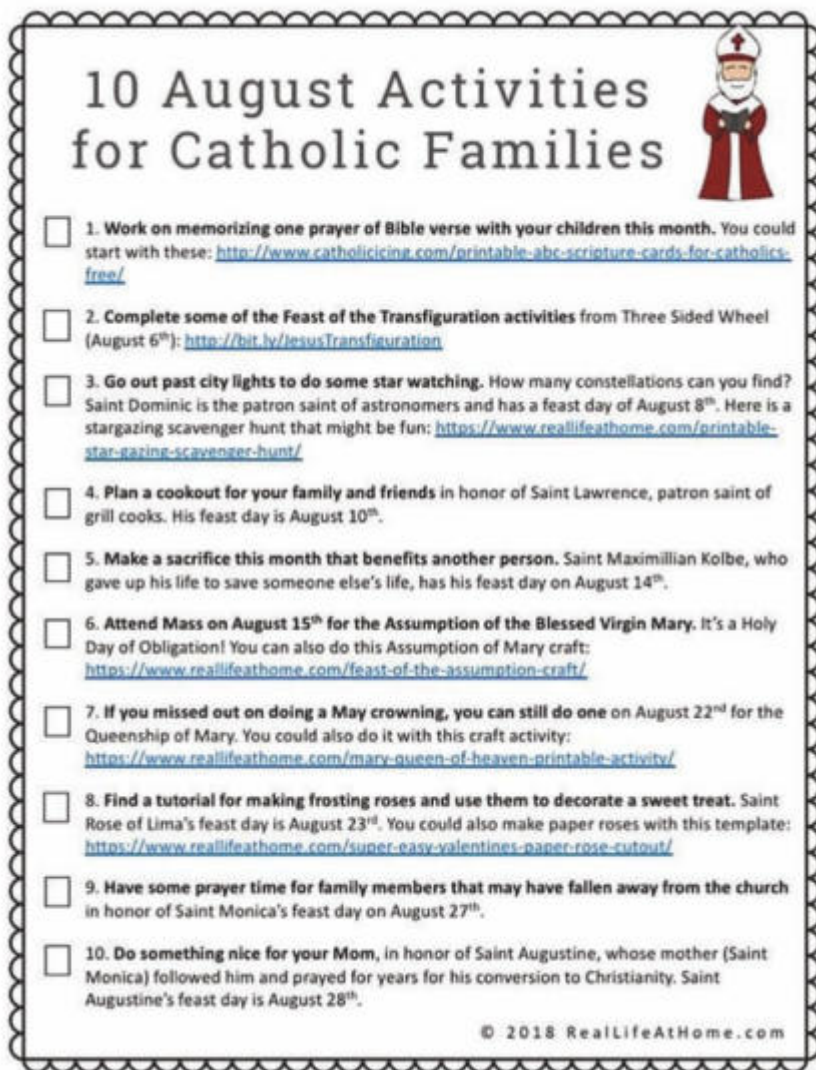 10 August Activities
for Catholic Families
1. Work on memorizing one prayer of Bible verse with your children this month. You could
start with these: http://www.catholicicing.com/printable-abc-scripture-cards-for-catholics-
free/
2. Complete some of the Feast of the Transfiguration activities from Three Sided Wheel
(August 6th): http://bit.ly/JesusTransfiguration
3. Go out past city lights to do some star watching. How many constellations can you find?
Saint Dominic is the patron saint of astronomers and has a feast day of August 8th. Here is a
stargazing scavenger hunt that might be fun: https://www.reallifeathome.com/printable-
star-gazing-scavenger-hunt/
4. Plan a cookout for your family and friends in honor of Saint Lawrence, patron saint of
grill cooks. His feast day is August 10th.
5. Make a sacrifice this month that benefits another person. Saint Maximillian Kolbe, who
gave up his life to save someone else's life, has his feast day on August 14th.
6. Attend Mass on August 15th for the Assumption of the Blessed Virgin Mary. It's a Holy
Day of Obligation! You can also do this Assumption of Mary craft:
https://www.reallifeathome.com/feast-of-the-assumption-craft/
7. If you missed out on doing a May crowning, you can still do one on August 22nd for the
Queenship of Mary. You could also do it with this craft activity:
https://www.reallifeathome.com/mary-queen-of-heaven-printable-activity/
8. Find a tutorial for making frosting roses and use them to decorate a sweet treat. Saint
Rose of Lima's feast day is August 23rd. You could also make paper roses with this template:
https://www.reallifeathome.com/super-easy-valentines-paper-rose-cutout/
9. Have some prayer time for family members that may have fallen away from the church
in honor of Saint Monica's feast day on August 27th.
10. Do something nice for your Mom, in honor of Saint Augustine, whose mother (Saint
Monica) followed him and prayed for years for his conversion to Christianity. Saint
Augustine's feast day is August 28th.
© 2018 RealLifeAtHome.com